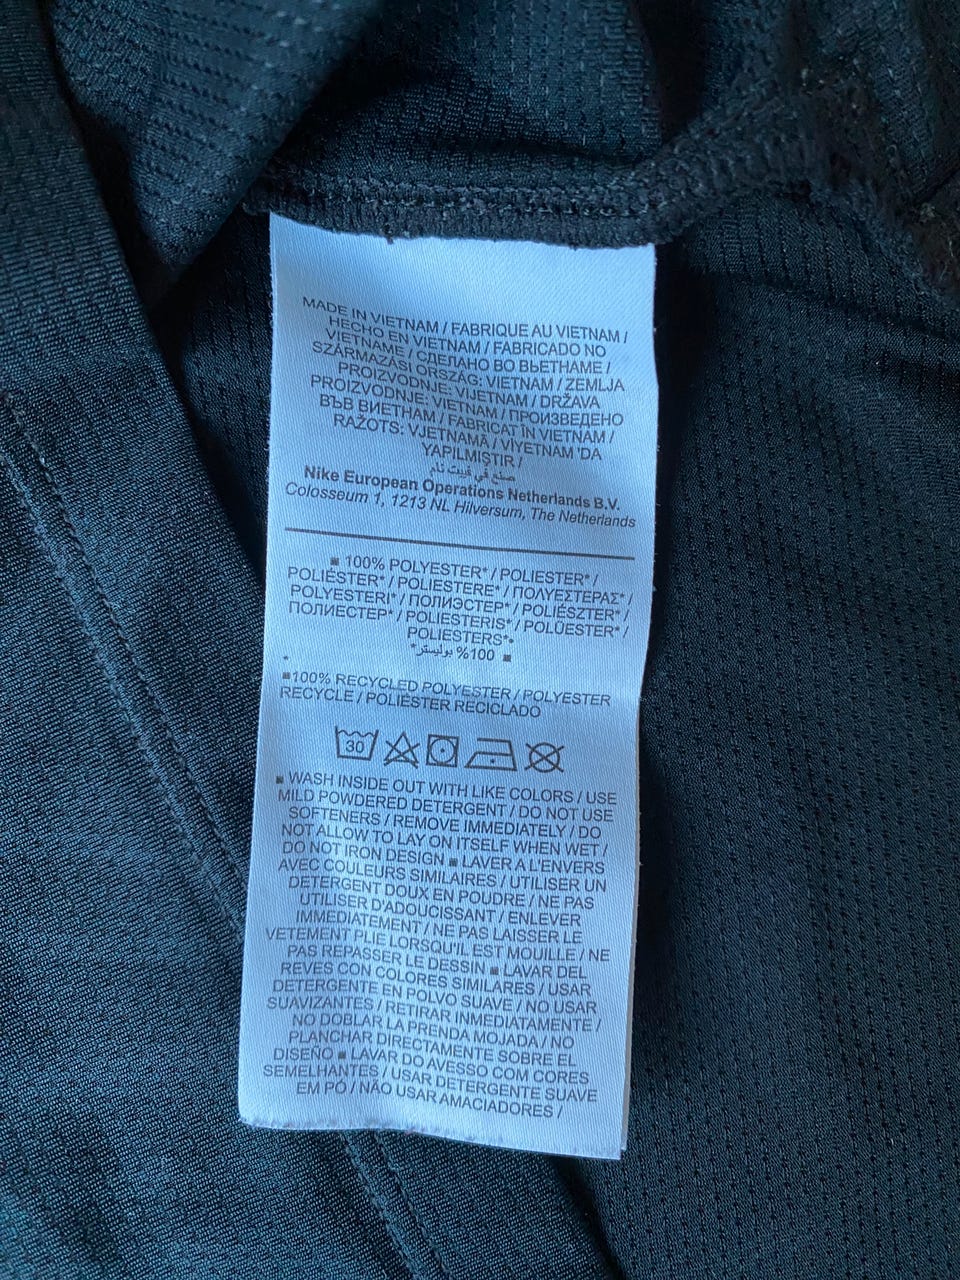 MADE IN VIETNAM / FABRIQUE AU VIETNAM /
HECHO EN VIETNAM / FABRICADO NO
VIETNAME / СДЕЛАНО ВО ВЬЕТНАМЕ /
SZÁRMAZÁSI ORSZÁG: VIETNAM / ZEMLJA
PROIZVODNJE: VIJETNAM / DRŽAVA
PROIZVODNJE: VIETNAM / ПРОИЗВЕДЕНО
ВЪВ ВИЕТНАМ / FABRICAT ÎN VIETNAM /
RAŽOTS: VJETNAMĀ / VİYETNAM 'DA
YAPILMIŞTIR /
صنع في فييت نام
Nike European Operations Netherlands B.V.
Colosseum 1, 1213 NL Hilversum, The Netherlands
■ 100% POLYESTER* / POLIESTER* /
POLIÉSTER* / POLIESTERE* / ΠΟΛΥΕΣΤΕΡΑΣ* /
POLYESTERI* / ПОЛИЭСТЕР* / POLIÉSZTER* /
ПОЛИЕСТЕР* / POLIESTERIS* / POLÜESTER* /
POLIESTERS*
■ 100% بوليستر*
*
■100% RECYCLED POLYESTER / POLYESTER
RECYCLE / POLIÉSTER RECICLADO
30
■ WASH INSIDE OUT WITH LIKE COLORS / USE
MILD POWDERED DETERGENT / DO NOT USE
SOFTENERS / REMOVE IMMEDIATELY / DO
NOT ALLOW TO LAY ON ITSELF WHEN WET /
DO NOT IRON DESIGN ■ LAVER A L'ENVERS
AVEC COULEURS SIMILAIRES / UTILISER UN
DETERGENT DOUX EN POUDRE / NE PAS
UTILISER D'ADOUCISSANT / ENLEVER
IMMEDIATEMENT / NE PAS LAISSER LE
VETEMENT PLIE LORSQU'IL EST MOUILLE / NE
PAS REPASSER LE DESSIN ■ LAVAR DEL
REVES CON COLORES SIMILARES / USAR
DETERGENTE EN POLVO SUAVE / NO USAR
SUAVIZANTES / RETIRAR INMEDIATAMENTE /
NO DOBLAR LA PRENDA MOJADA / NO
PLANCHAR DIRECTAMENTE SOBRE EL
DISEÑO ■ LAVAR DO AVESSO COM CORES
SEMELHANTES / USAR DETERGENTE SUAVE
EM PÓ / NÃO USAR AMACIADORES /